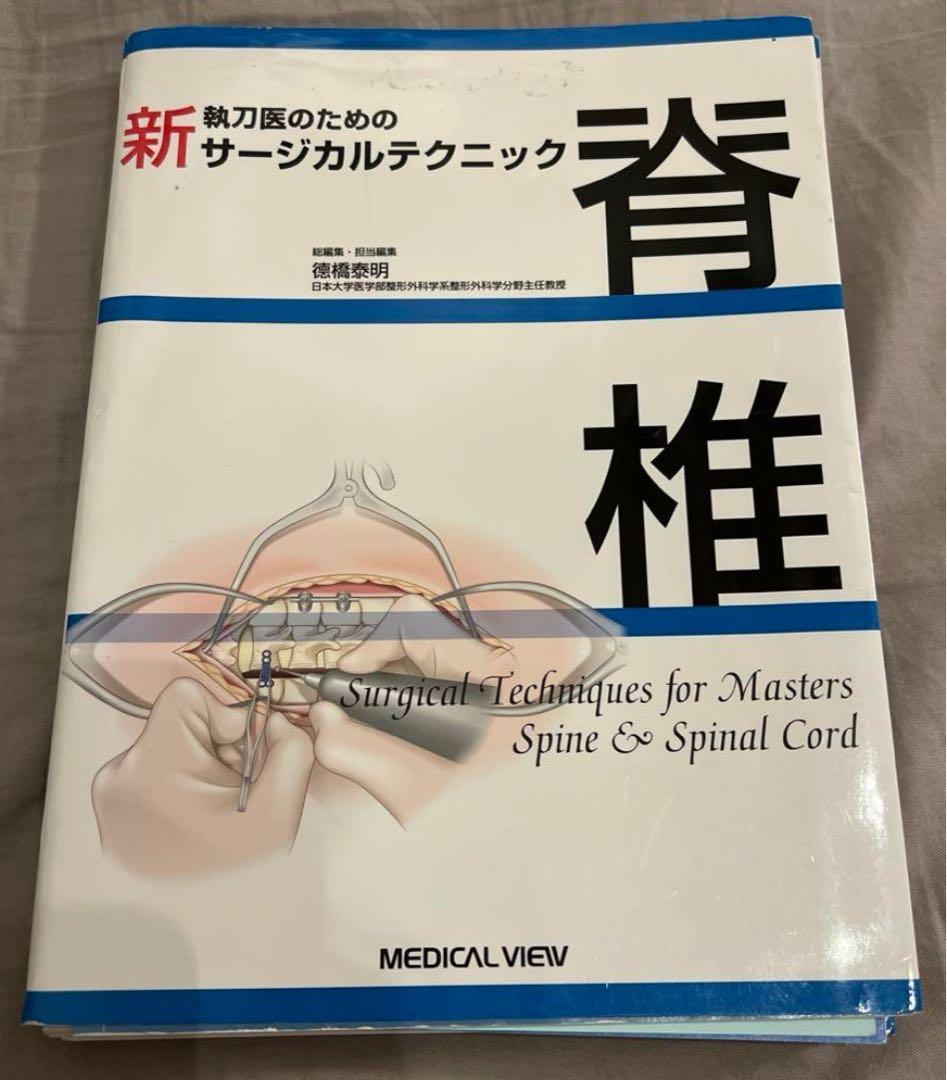 新 執刀医のための
サージカルテクニック
脊椎
総編集・担当編集
德橋泰明
日本大学医学部整形外科学系整形外科学分野主任教授
Surgical Techniques for Masters
Spine & Spinal Cord
MEDICAL VIEW